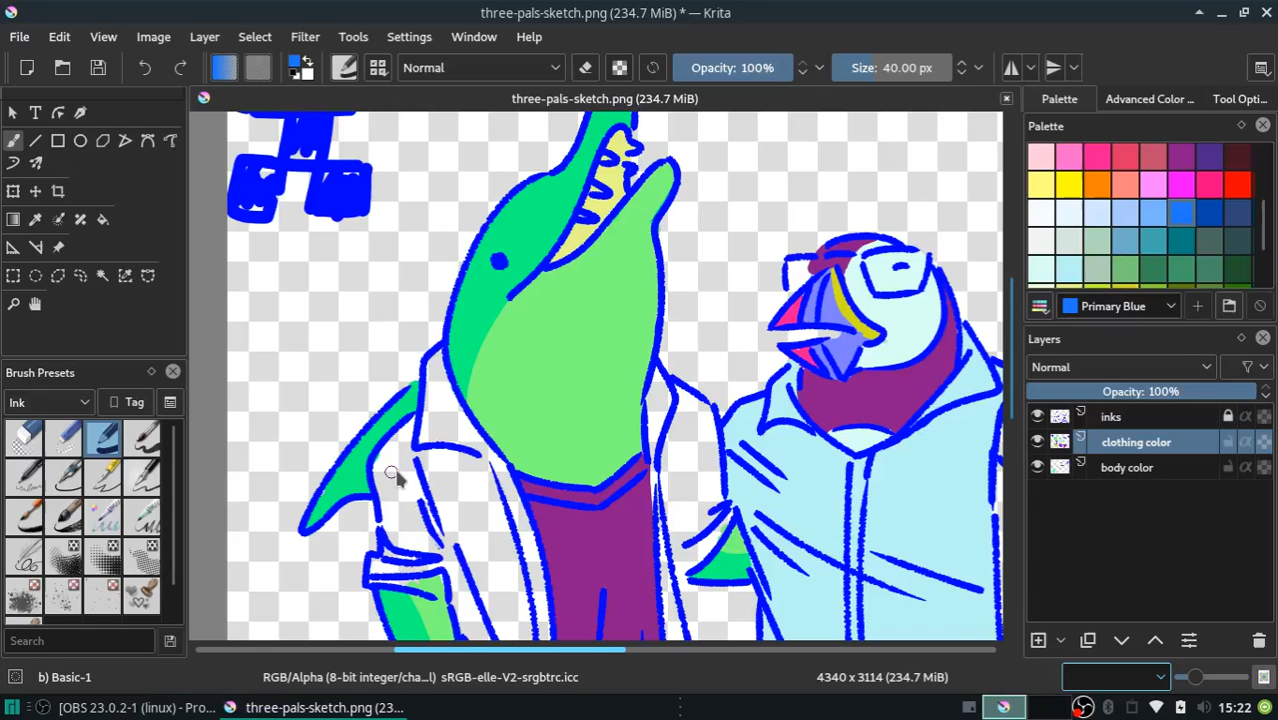 three-pals-sketch.png (234.7 MiB) * — Krita
File Edit View Image Layer Select Filter Tools Settings Window Help
Normal Opacity: 100% Size: 40.00 px
three-pals-sketch.png (234.7 MiB)
Palette Advanced Color ... Tool Opti...
Palette
Primary Blue
Layers
Normal
Opacity: 100%
inks
clothing color
body color
Brush Presets
Ink Tag
Search
b) Basic-1 RGB/Alpha (8-bit integer/cha...l) sRGB-elle-V2-srgbtrc.icc 4340 x 3114 (234.7 MiB)
[OBS 23.0.2-1 (linux) - Pro... three-pals-sketch.png (23... 15:22